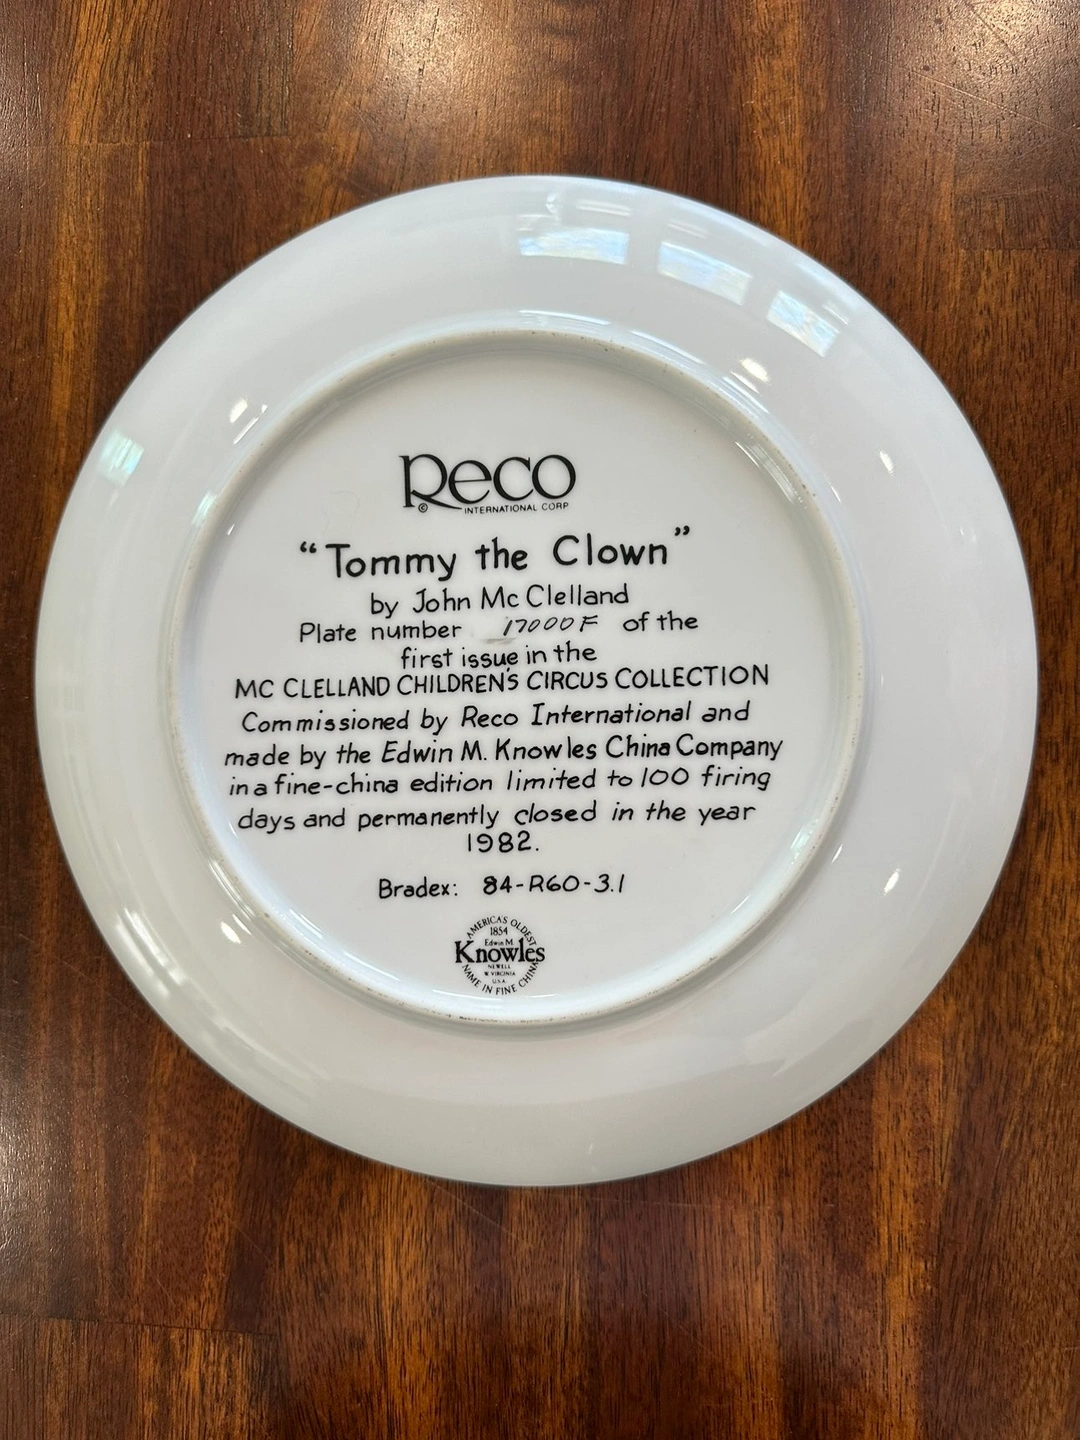 Reco
© INTERNATIONAL CORP
“Tommy the Clown”
by John McClelland
Plate number 17000F of the
first issue in the
MC CLELLAND CHILDREN'S CIRCUS COLLECTION
Commissioned by Reco International and
made by the Edwin M. Knowles China Company
in a fine-china edition limited to 100 firing
days and permanently closed in the year
1982.
Bradex: 84-R60-3.1
AMERICA'S OLDEST
1854
Edwin M.
Knowles
NEWELL
W. VIRGINIA
U.S.A.
NAME IN FINE CHINA